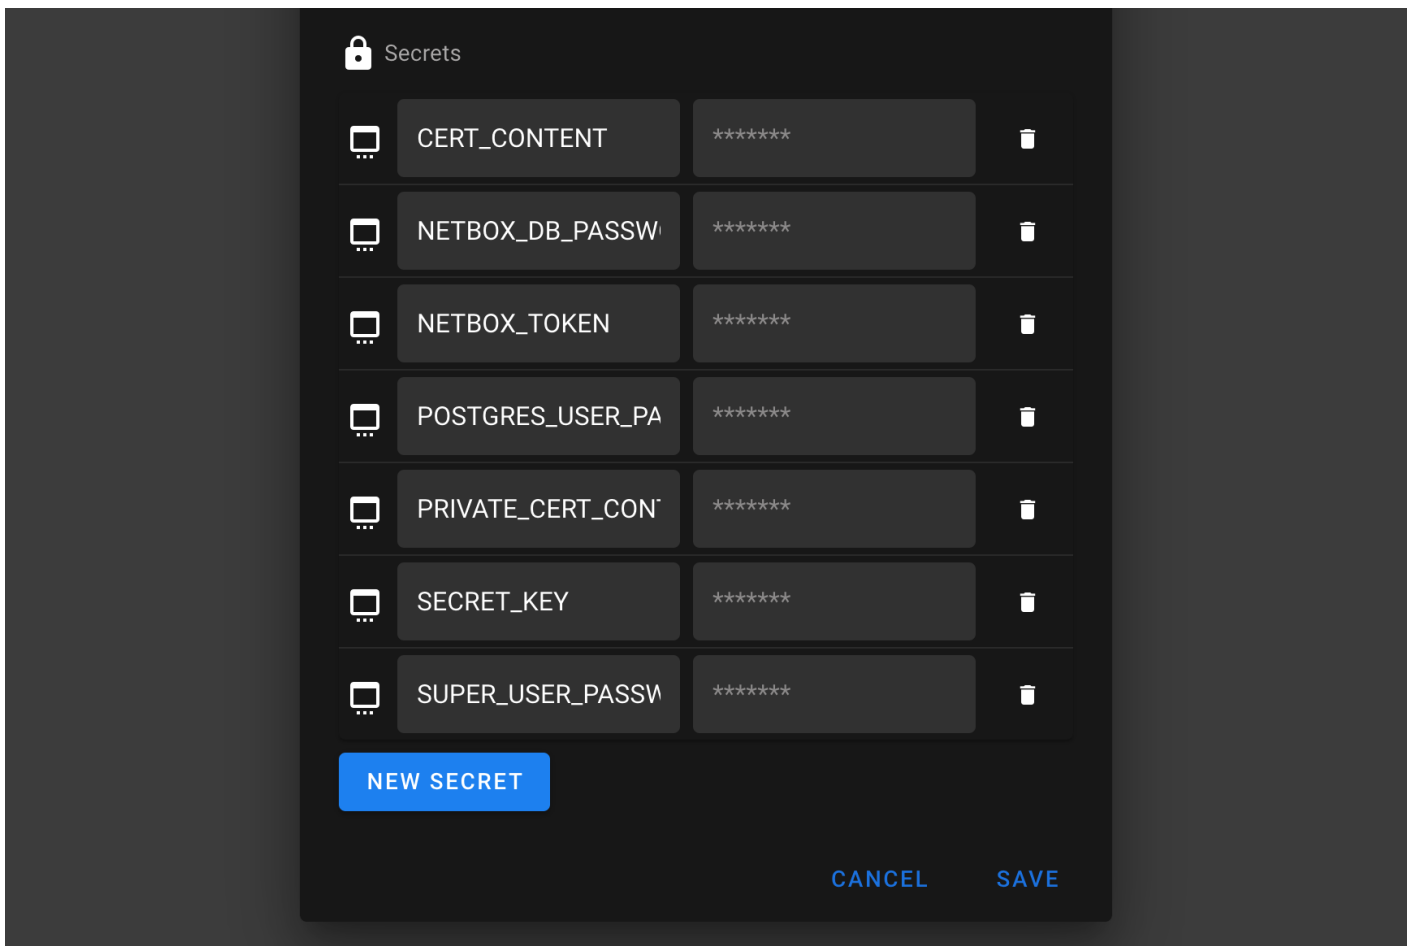 Secrets
CERT_CONTENT *******
NETBOX_DB_PASSW *******
NETBOX_TOKEN *******
POSTGRES_USER_PA *******
PRIVATE_CERT_CON *******
SECRET_KEY *******
SUPER_USER_PASSW *******
NEW SECRET
CANCEL SAVE